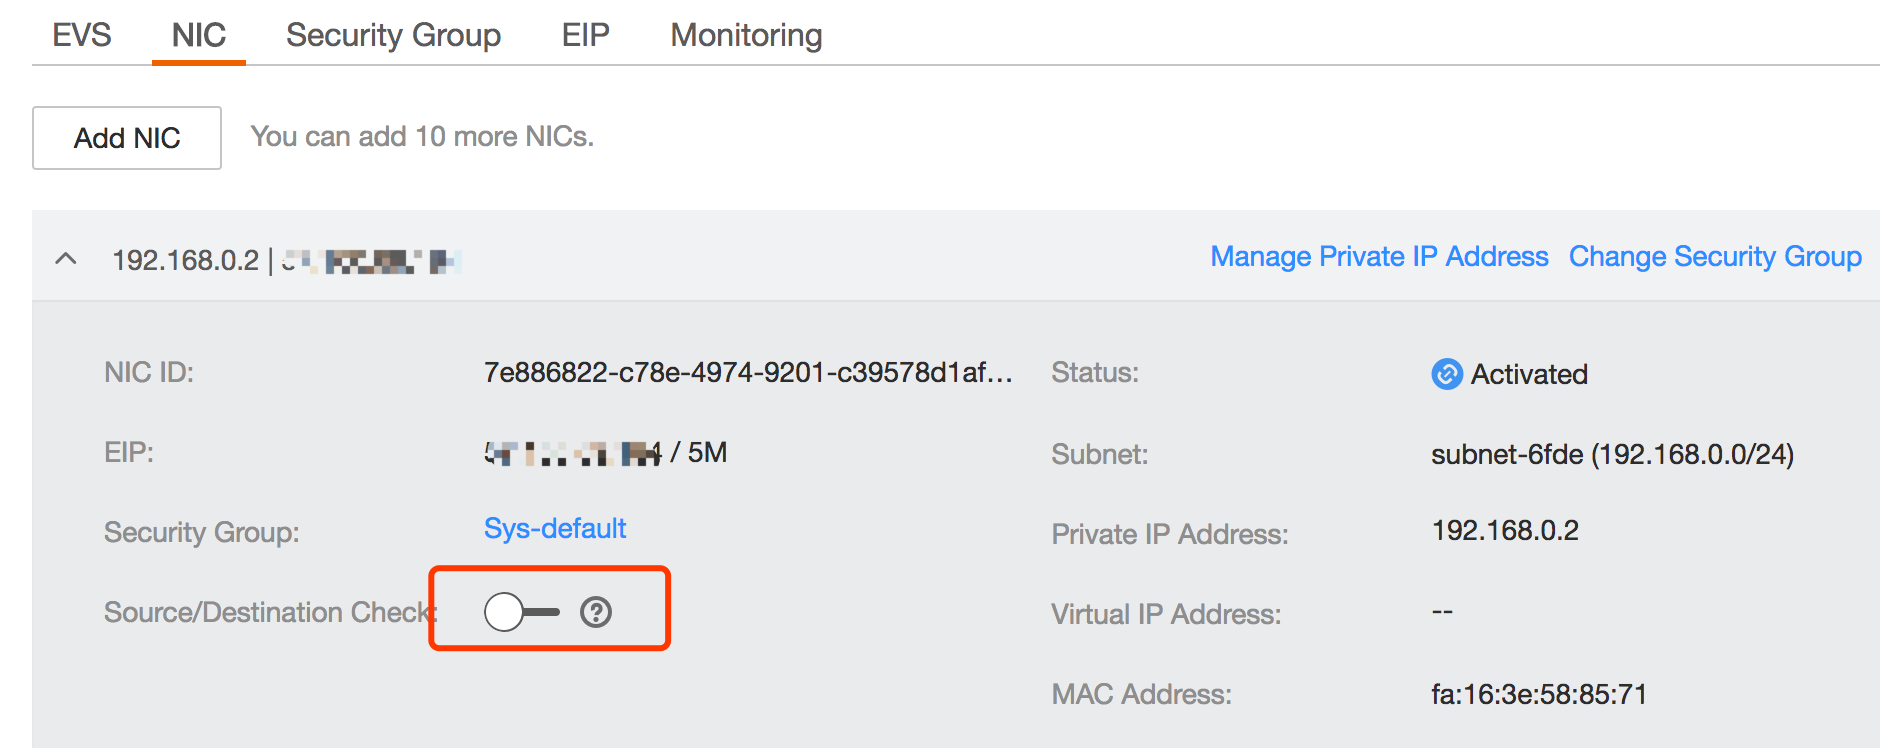 EVS NIC Security Group EIP Monitoring
Add NIC You can add 10 more NICs.
192.168.0.2 | Manage Private IP Address Change Security Group
NIC ID: 7e886822-c78e-4974-9201-c39578d1af... Status: Activated
EIP: / 5M Subnet: subnet-6fde (192.168.0.0/24)
Security Group: Sys-default Private IP Address: 192.168.0.2
Source/Destination Check: ? Virtual IP Address: --
MAC Address: fa:16:3e:58:85:71